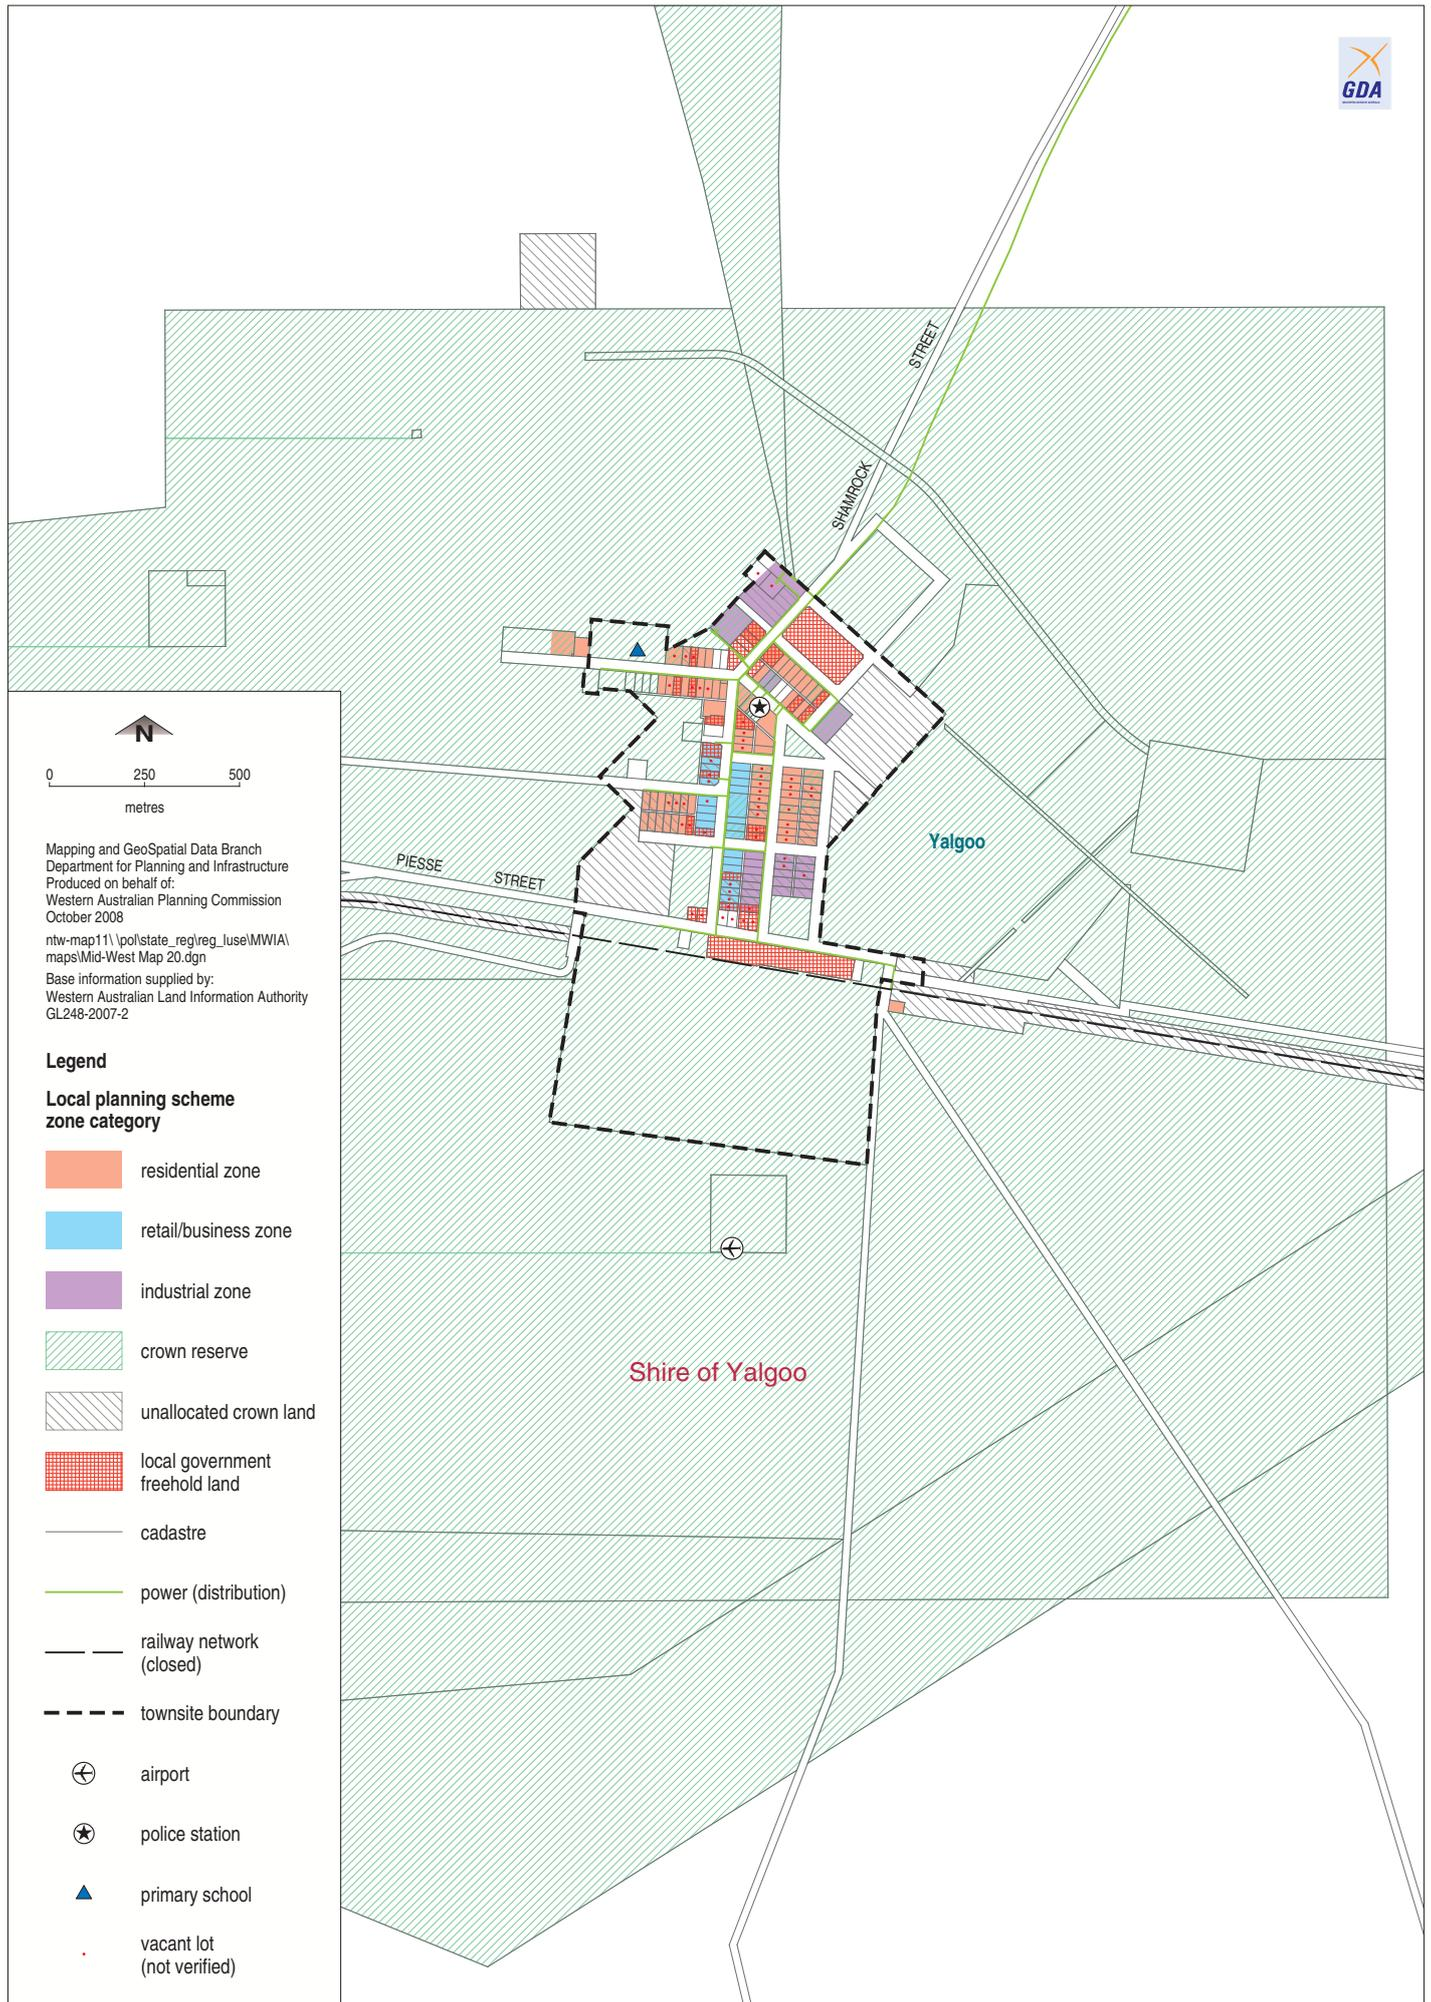 GDA
STREET
SHAMROCK
Yalgoo
PIESSE
STREET
Shire of Yalgoo
N
0 250 500
metres
Mapping and GeoSpatial Data Branch
Department for Planning and Infrastructure
Produced on behalf of:
Western Australian Planning Commission
October 2008
ntw-map11\ \pol\state_reg\reg_luse\MWIA\
maps\Mid-West Map 20.dgn
Base information supplied by:
Western Australian Land Information Authority
GL248-2007-2
Legend
Local planning scheme
zone category
residential zone
retail/business zone
industrial zone
crown reserve
unallocated crown land
local government
freehold land
cadastre
power (distribution)
railway network
(closed)
townsite boundary
airport
police station
primary school
vacant lot
(not verified)